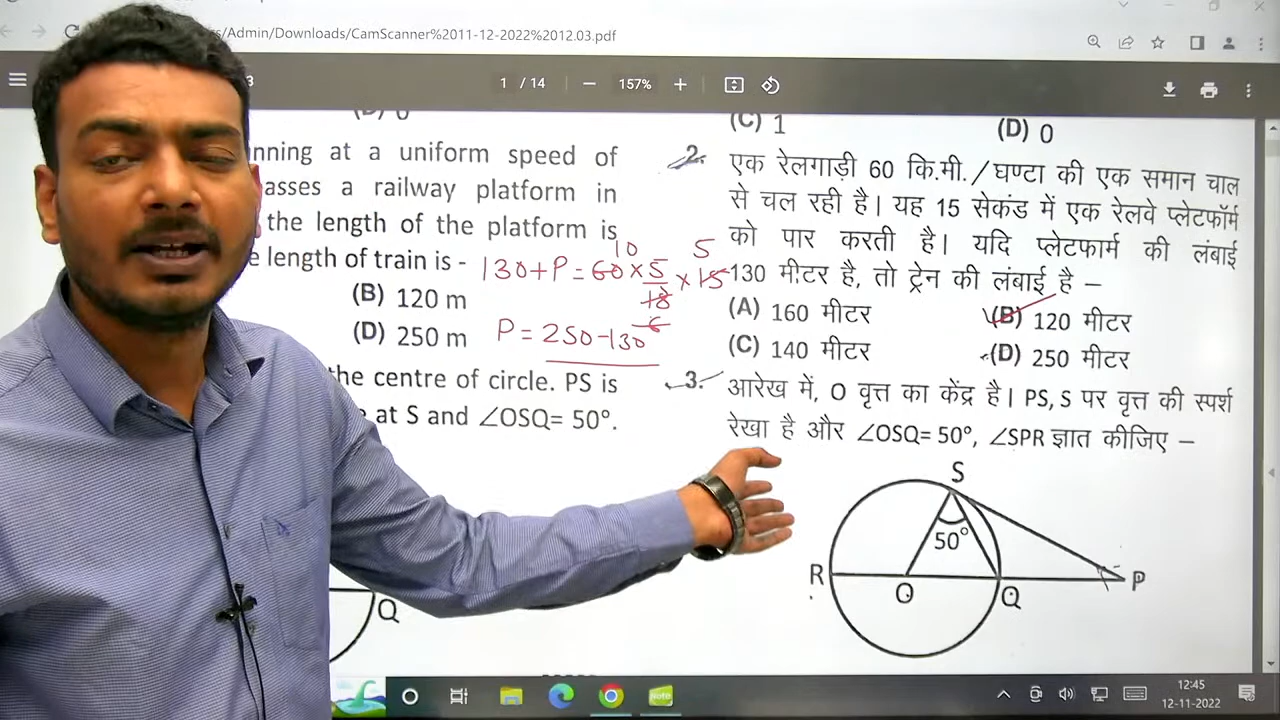 s/Admin/Downloads/CamScanner%2011-12-2022%2012.03.pdf
3
1 / 14
157%
(D) 0
nning at a uniform speed of
asses a railway platform in
the length of the platform is
e length of train is -
(B) 120 m
(D) 250 m
the centre of circle. PS is
at S and ∠OSQ= 50°.
Q
130+P = 60 × 5/18 × 15
10 5
6
P = 250-130
(C) 1
(D) 0
2. एक रेलगाड़ी 60 कि.मी./घण्टा की एक समान चाल
से चल रही है। यह 15 सेकंड में एक रेलवे प्लेटफॉर्म
को पार करती है। यदि प्लेटफार्म की लंबाई
130 मीटर है, तो ट्रेन की लंबाई है –
(A) 160 मीटर
(B) 120 मीटर
(C) 140 मीटर
(D) 250 मीटर
3. आरेख में, O वृत्त का केंद्र है। PS, S पर वृत्त की स्पर्श
रेखा है और ∠OSQ= 50°, ∠SPR ज्ञात कीजिए –
S
50°
R
O
Q
P
12:45
12-11-2022